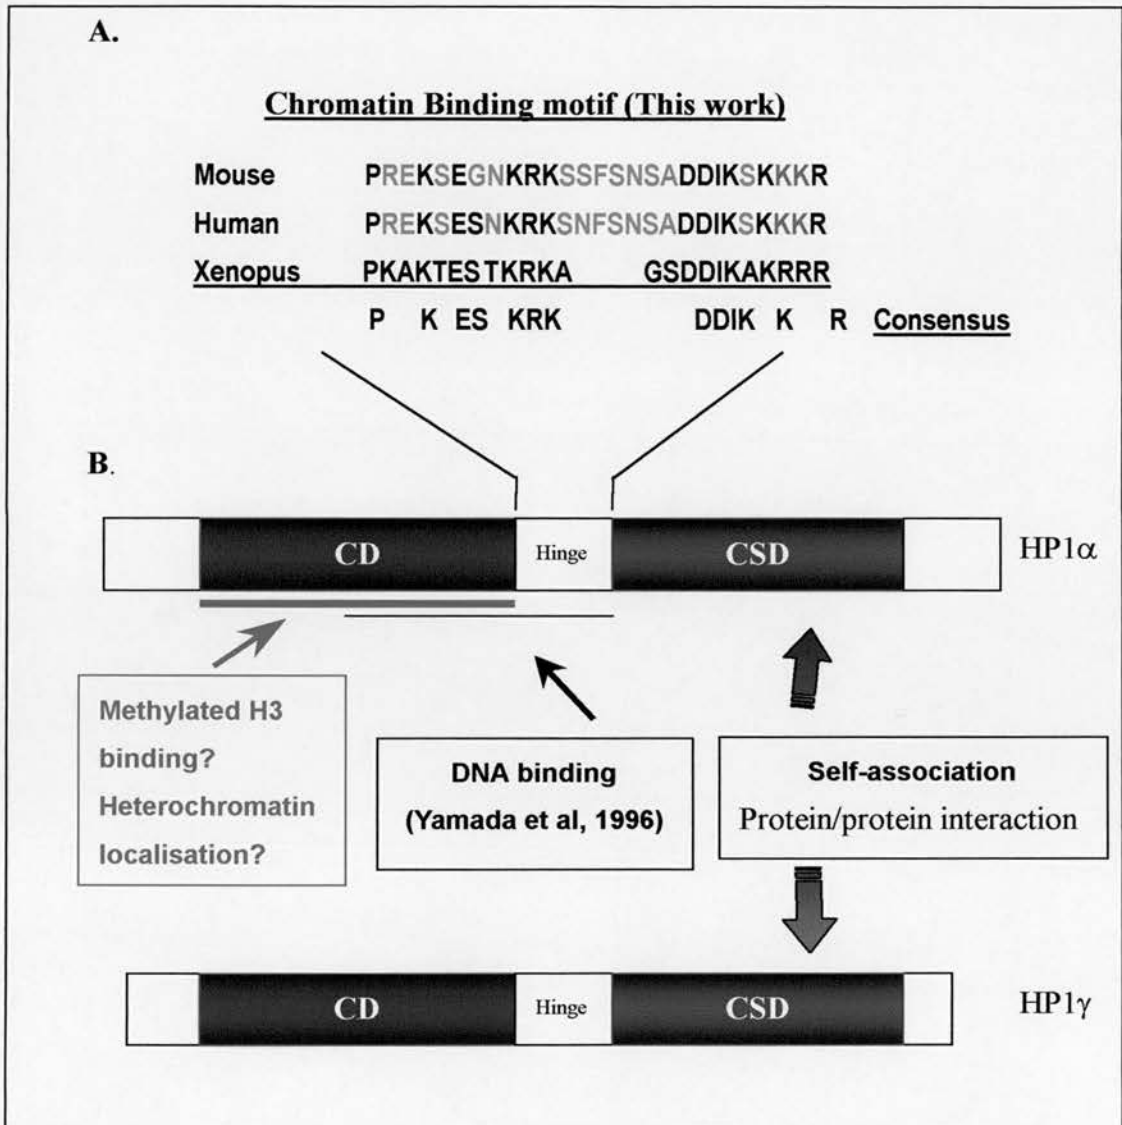 A.
Chromatin Binding motif (This work)
Mouse PREKSEGNKRKSSFSNSADDIKSKKKR
Human PREKSESNKRKSNFSNSADDIKSKKKR
Xenopus PKAKTESTKRKA GSDDIKAKRRR
P K ES KRK DDIK K R Consensus
B.
CD Hinge CSD HP1α
Methylated H3
binding?
Heterochromatin
localisation?
DNA binding
(Yamada et al, 1996)
Self-association
Protein/protein interaction
CD Hinge CSD HP1γ